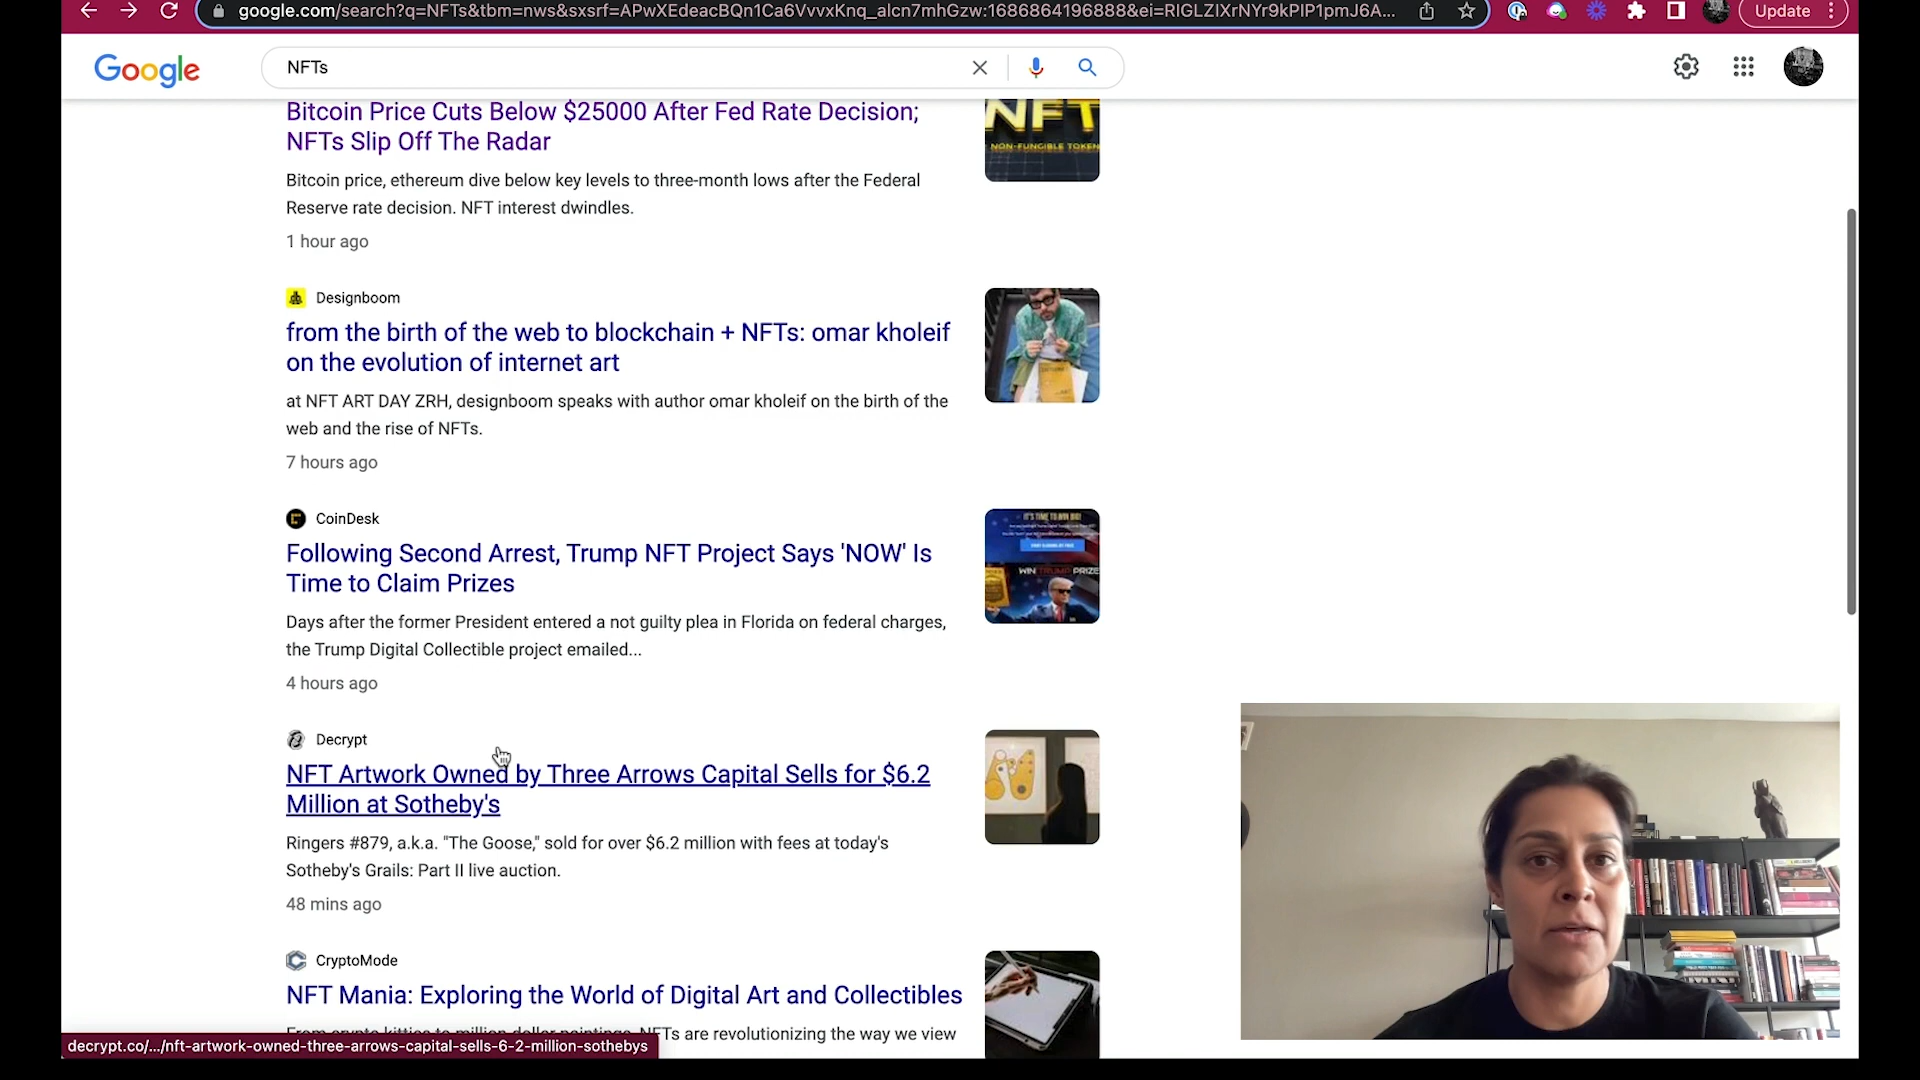 google.com/search?q=NFTs&tbm=nws&sxsrf=APwXEdeacBQn1Ca6VvvxKnq_alcn7mhGzw:1686864196888&ei=RIGLZIXrNYr9kPIP1pmJ6A...
Update
Google
NFTs
Bitcoin Price Cuts Below $25000 After Fed Rate Decision;
NFTs Slip Off The Radar
NFT
NON-FUNGIBLE TOKEN
Bitcoin price, ethereum dive below key levels to three-month lows after the Federal
Reserve rate decision. NFT interest dwindles.
1 hour ago
Designboom
from the birth of the web to blockchain + NFTs: omar kholeif
on the evolution of internet art
at NFT ART DAY ZRH, designboom speaks with author omar kholeif on the birth of the
web and the rise of NFTs.
7 hours ago
CoinDesk
Following Second Arrest, Trump NFT Project Says 'NOW' Is
Time to Claim Prizes
IT'S TIME TO WIN BIG!
WIN TRUMP PRIZE
Days after the former President entered a not guilty plea in Florida on federal charges,
the Trump Digital Collectible project emailed...
4 hours ago
Decrypt
NFT Artwork Owned by Three Arrows Capital Sells for $6.2
Million at Sotheby's
Ringers #879, a.k.a. "The Goose," sold for over $6.2 million with fees at today's
Sotheby's Grails: Part II live auction.
48 mins ago
CryptoMode
NFT Mania: Exploring the World of Digital Art and Collectibles
From crypto kitties to million-dollar paintings, NFTs are revolutionizing the way we view
decrypt.co/.../nft-artwork-owned-three-arrows-capital-sells-6-2-million-sothebys